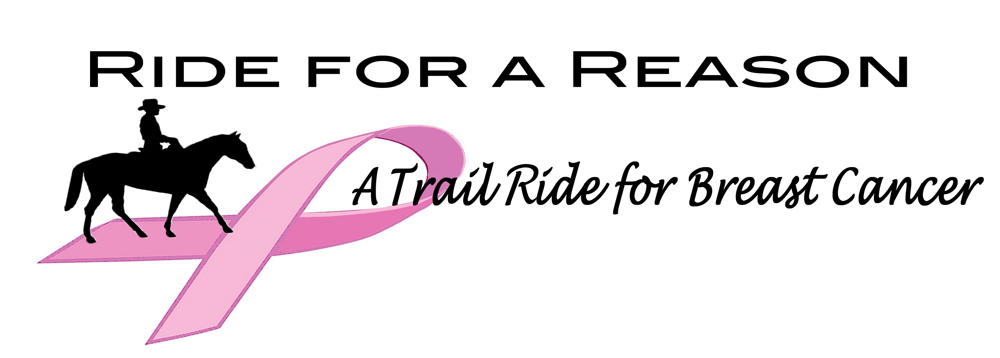 RIDE FOR A REASON
A Trail Ride for Breast Cancer